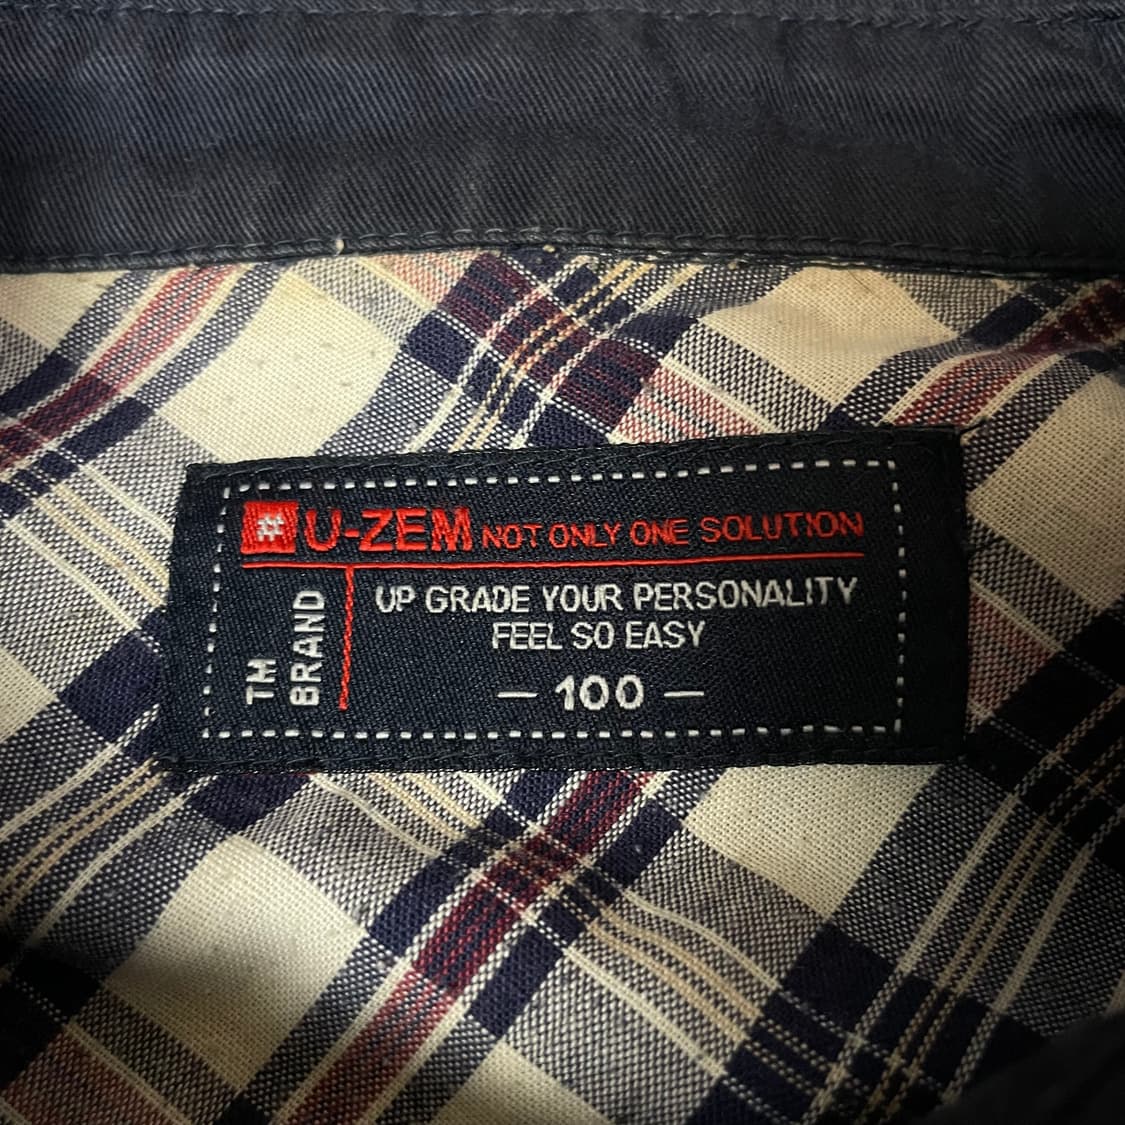 # U-ZEM NOT ONLY ONE SOLUTION
TM
BRAND
UP GRADE YOUR PERSONALITY
FEEL SO EASY
— 100 —